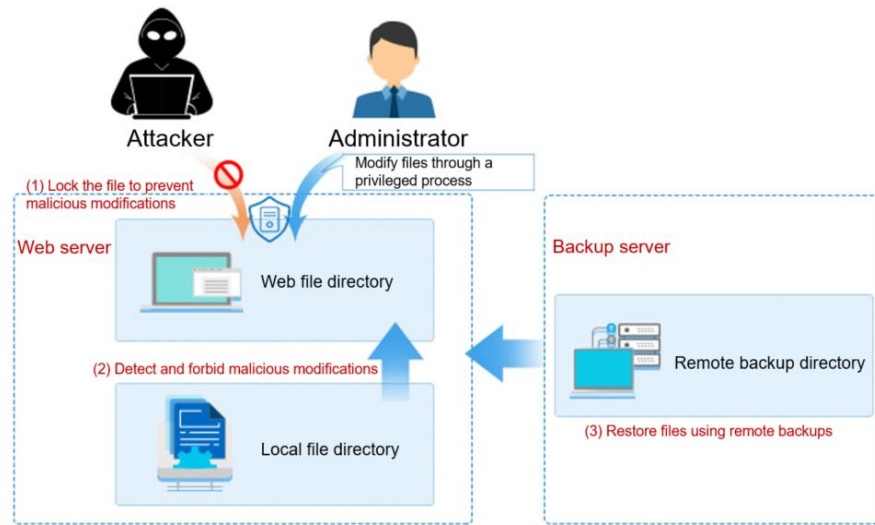 Attacker
Administrator
Modify files through a
privileged process
(1) Lock the file to prevent
malicious modifications
Web server
Web file directory
(2) Detect and forbid malicious modifications
Local file directory
Backup server
Remote backup directory
(3) Restore files using remote backups